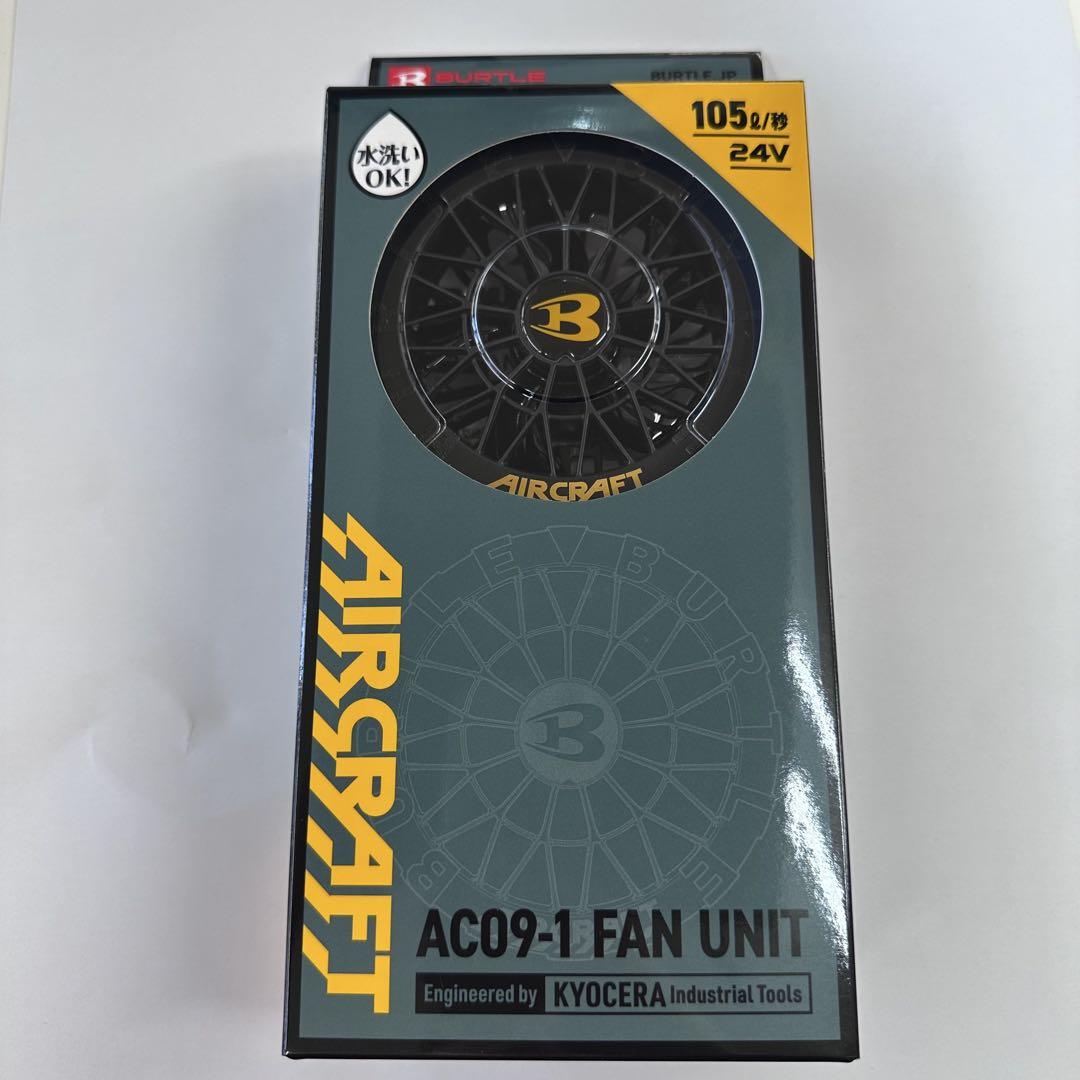 BURTLE
BURTLE.JP
水洗い
OK!
105ℓ/秒
24V
B
AIRCRAFT
AIRCRAFT
B
AC09-1 FAN UNIT
Engineered by KYOCERA Industrial Tools